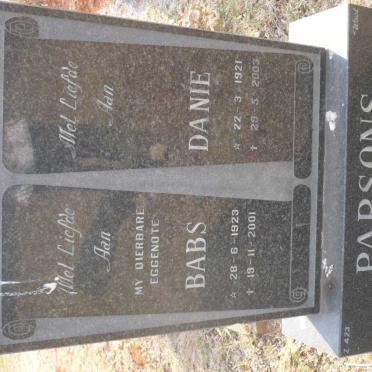 Met Liefde
Aan
MY DIERBARE
EGGENOTE
BABS
☆ 28-6-1923
✝ 19-11-2001
Met Liefde
Aan
DANIE
☆ 22·3·1921
✝ 29·5·2003
PARSONS
Z 423